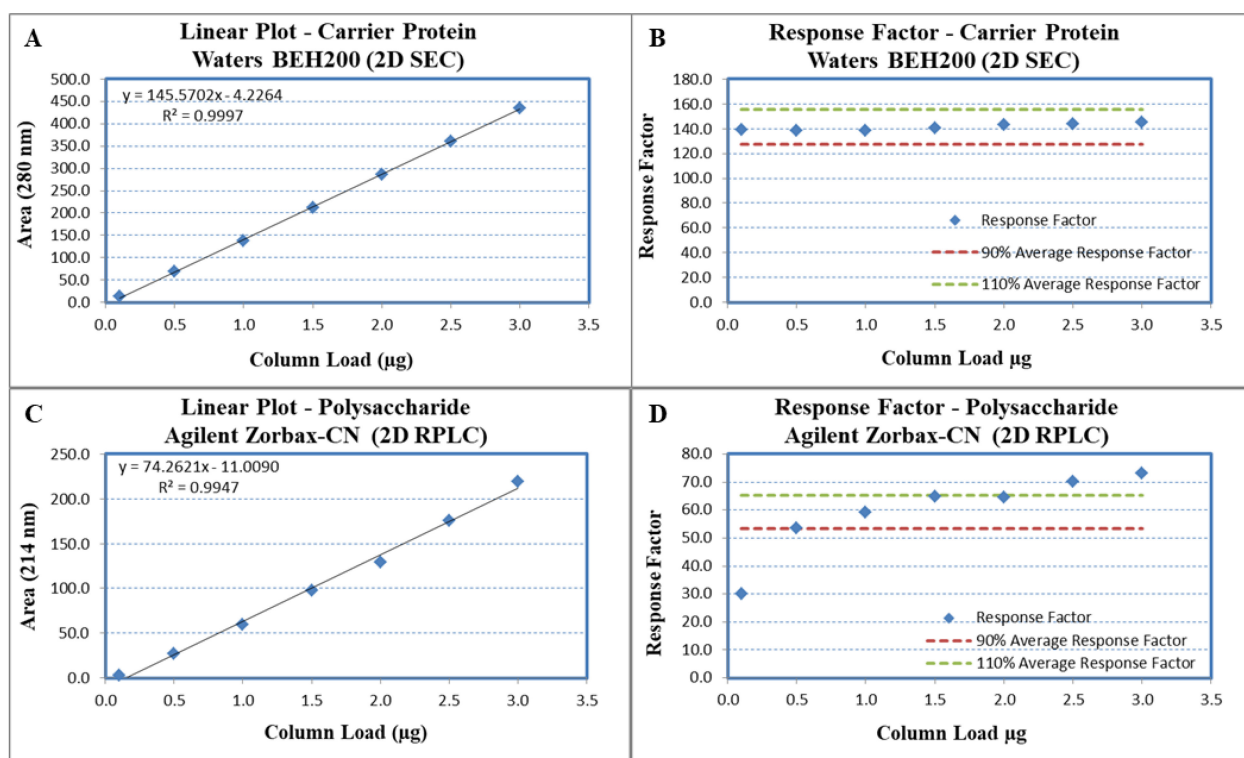 A
Linear Plot - Carrier Protein
Waters BEH200 (2D SEC)
y = 145.5702x - 4.2264
R² = 0.9997
Area (280 nm)
500.0
450.0
400.0
350.0
300.0
250.0
200.0
150.0
100.0
50.0
0.0
0.0 0.5 1.0 1.5 2.0 2.5 3.0 3.5
Column Load (µg)
B
Response Factor - Carrier Protein
Waters BEH200 (2D SEC)
Response Factor
180.0
160.0
140.0
120.0
100.0
80.0
60.0
40.0
20.0
0.0
Response Factor
90% Average Response Factor
110% Average Response Factor
0.0 0.5 1.0 1.5 2.0 2.5 3.0 3.5
Column Load µg
C
Linear Plot - Polysaccharide
Agilent Zorbax-CN (2D RPLC)
y = 74.2621x - 11.0090
R² = 0.9947
Area (214 nm)
250.0
200.0
150.0
100.0
50.0
0.0
0.0 0.5 1.0 1.5 2.0 2.5 3.0 3.5
Column Load (µg)
D
Response Factor - Polysaccharide
Agilent Zorbax-CN (2D RPLC)
Response Factor
80.0
70.0
60.0
50.0
40.0
30.0
20.0
10.0
0.0
Response Factor
90% Average Response Factor
110% Average Response Factor
0.0 0.5 1.0 1.5 2.0 2.5 3.0 3.5
Column Load µg